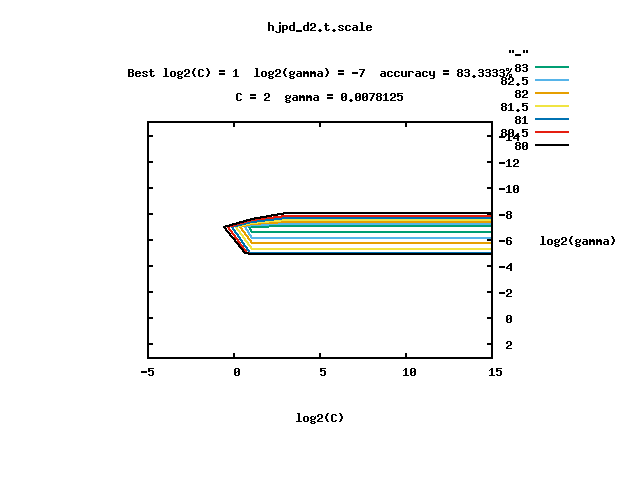 hjpd_d2.t.scale
"-"
Best log2(C) = 1  log2(gamma) = -7  accuracy = 83.3333%
C = 2  gamma = 0.0078125
83
82.5
82
81.5
81
80.5
80
-14
-12
-10
-8
-6
-4
-2
0
2
log2(gamma)
-5 0 5 10 15
log2(C)